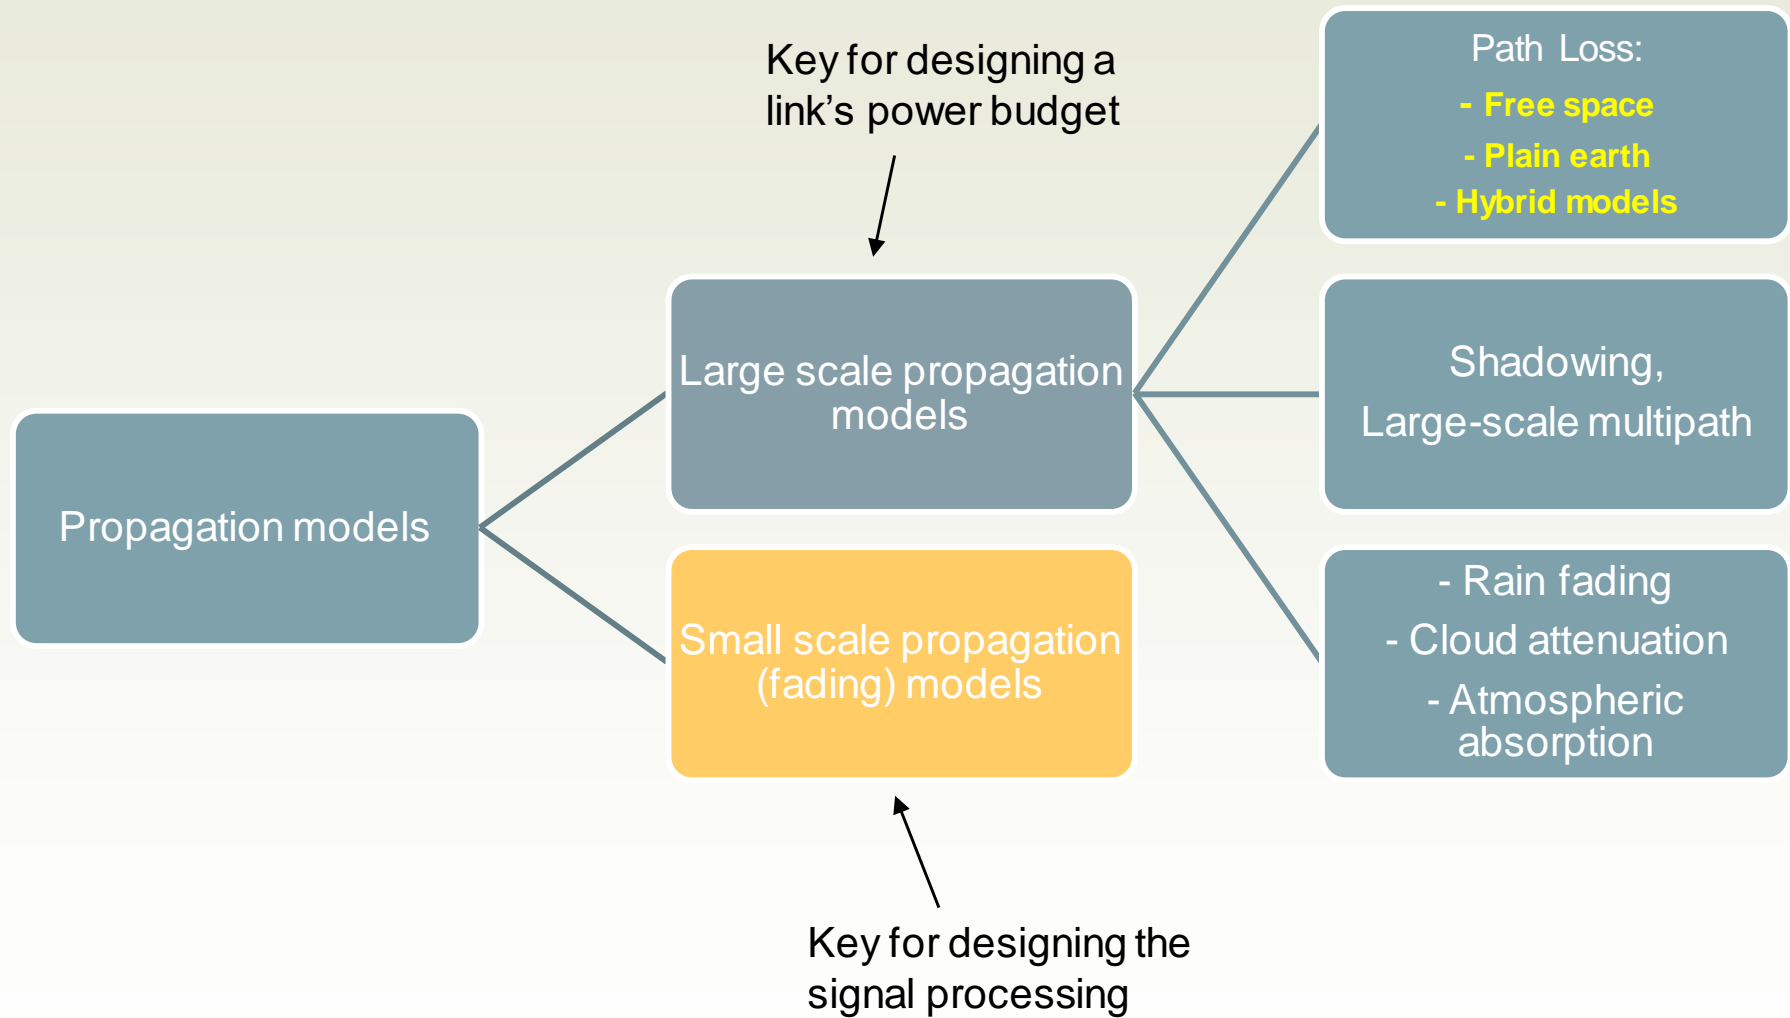 Key for designing a
link's power budget
Path Loss:
- Free space
- Plain earth
- Hybrid models
Large scale propagation
models
Shadowing,
Large-scale multipath
Propagation models
Small scale propagation
(fading) models
- Rain fading
- Cloud attenuation
- Atmospheric
absorption
Key for designing the
signal processing